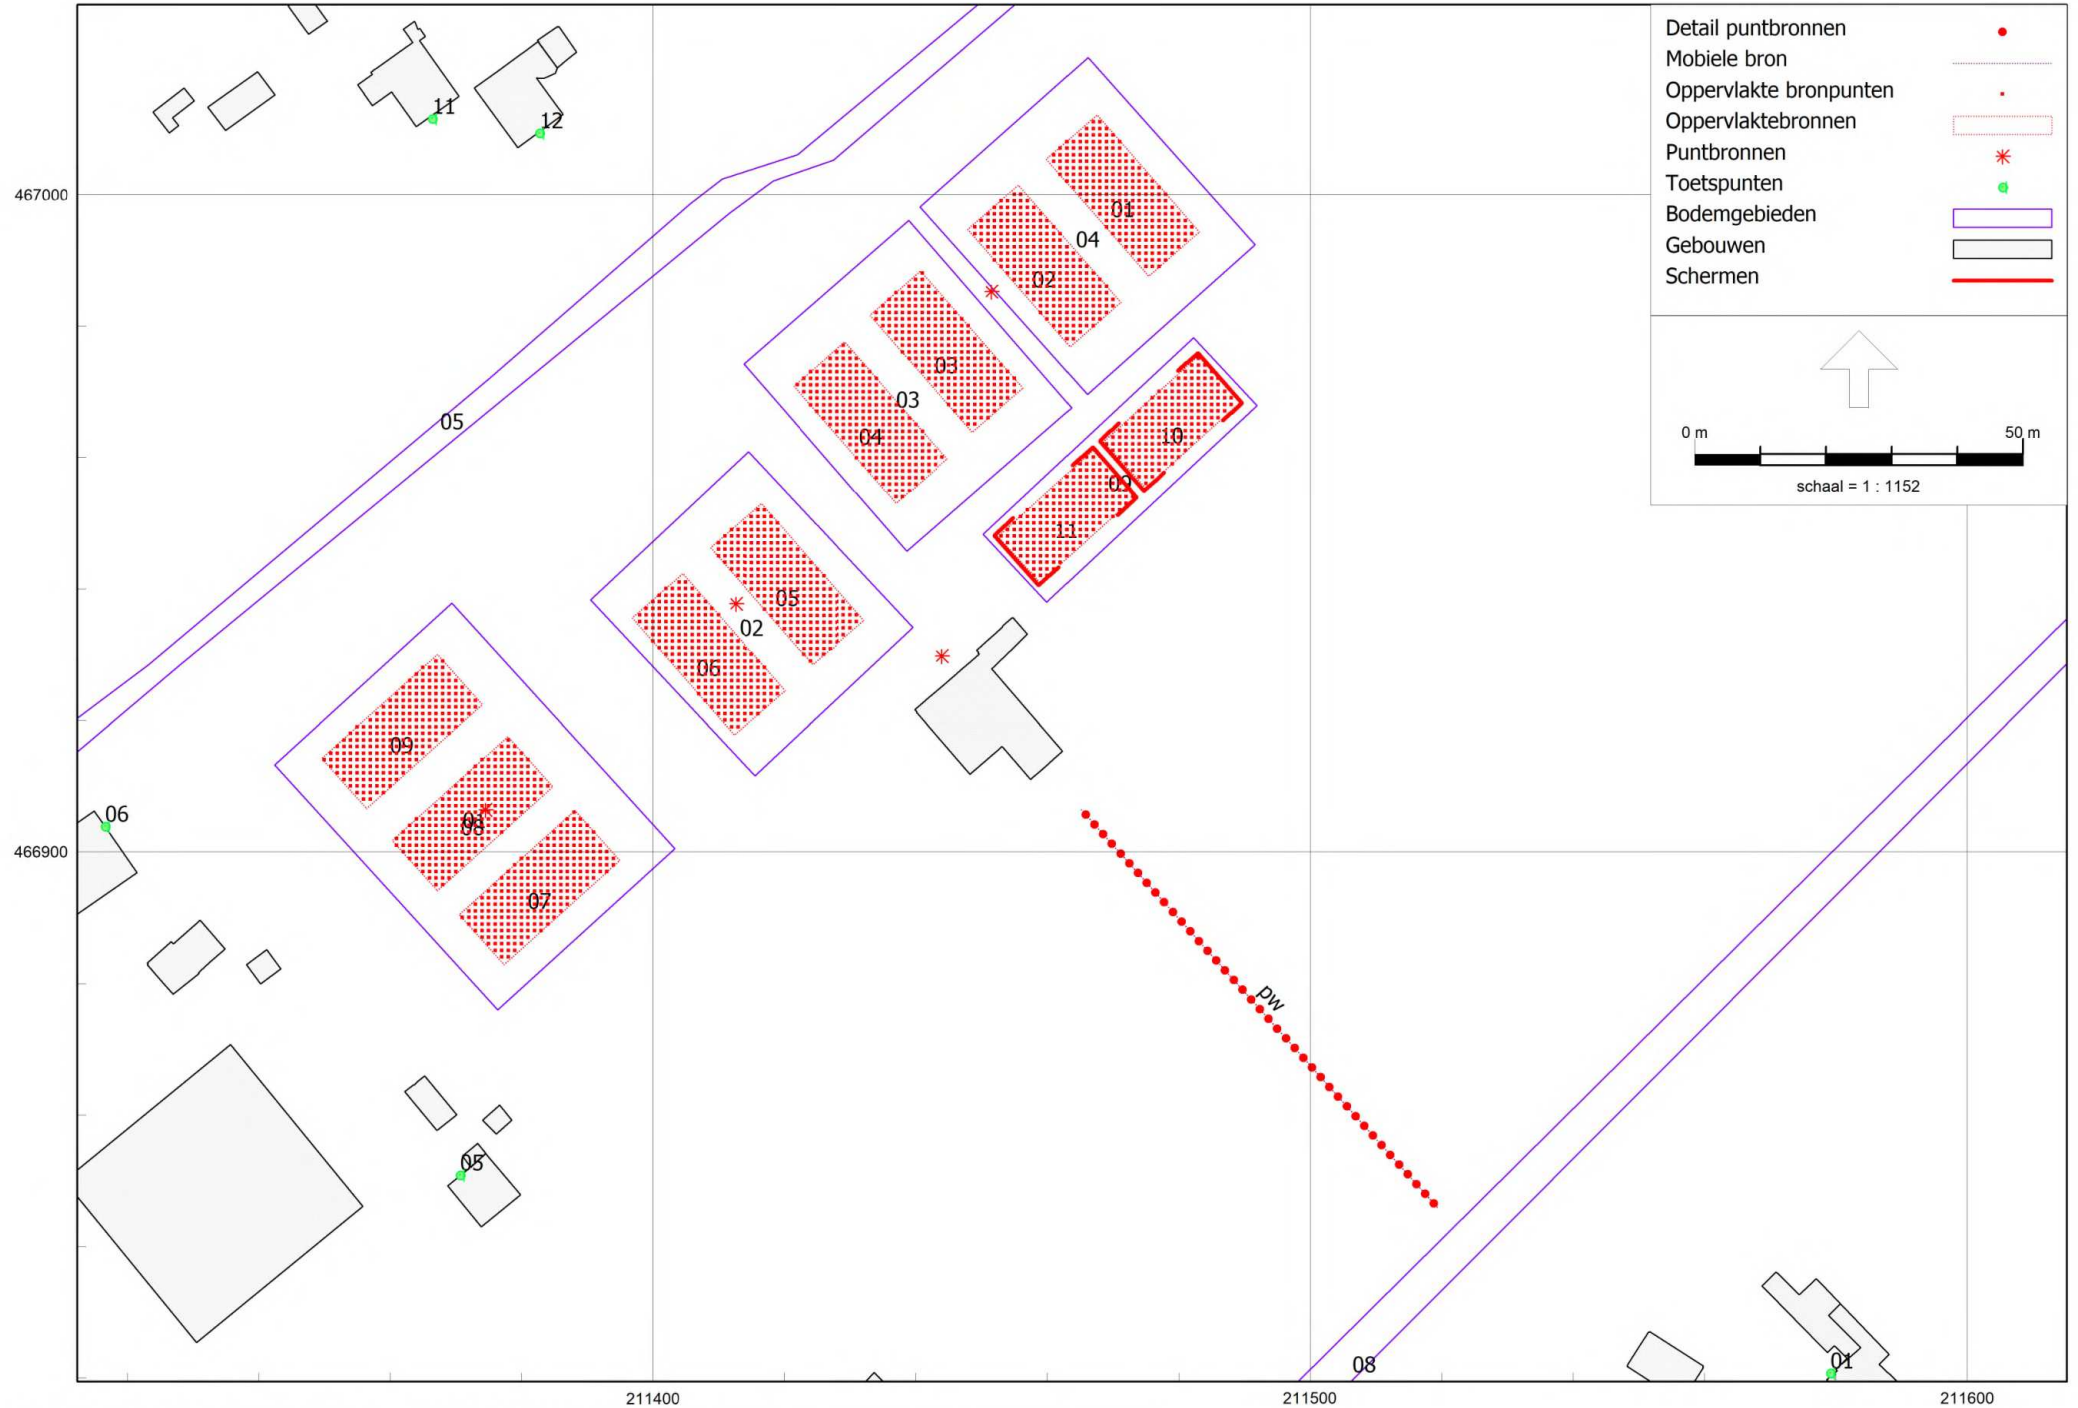 Detail puntbronnen
Mobiele bron
Oppervlakte bronpunten
Oppervlaktebronnen
Puntbronnen
Toetspunten
Bodemgebieden
Gebouwen
Schermen
0 m
50 m
schaal = 1 : 1152
11
12
467000
01
04
02
03
03
05
04
10
09
11
05
02
06
09
06
08
466900
07
pw
05
08
01
211400
211500
211600